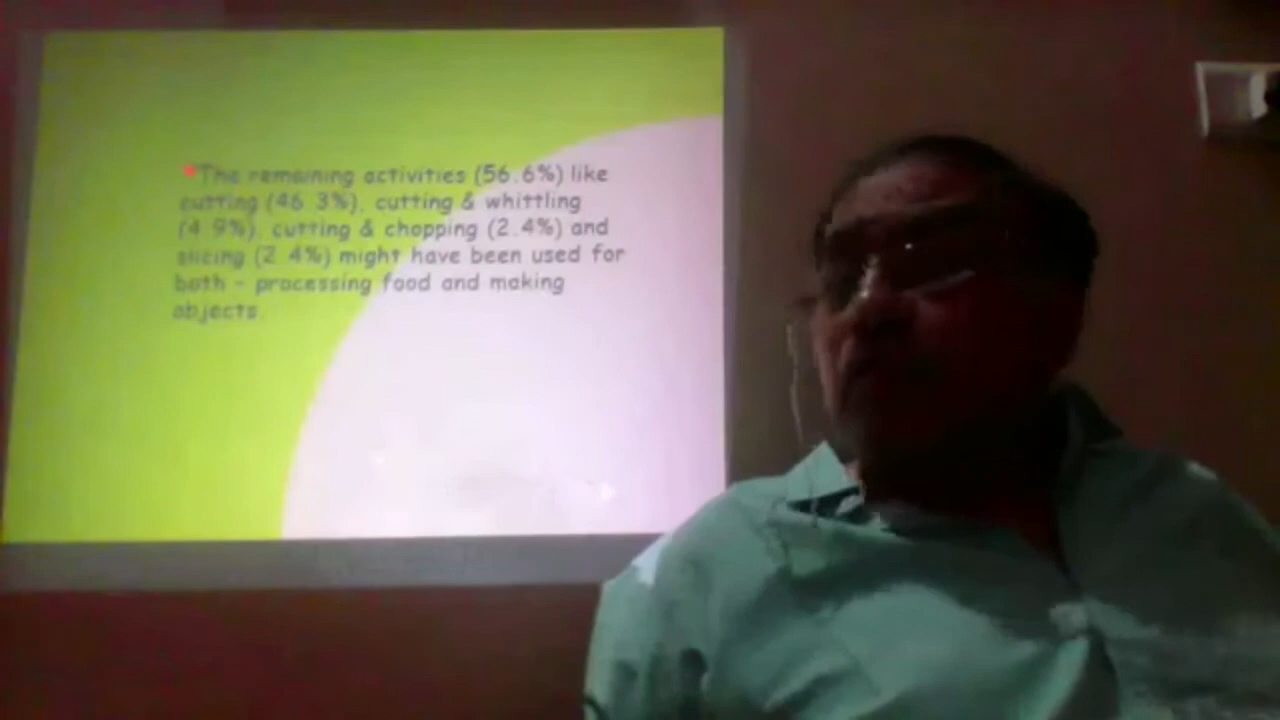 The remaining activities (56.6%) like
cutting (46.3%), cutting & whittling
(4.9%), cutting & chopping (2.4%) and
slicing (2.4%) might have been used for
both - processing food and making
objects.